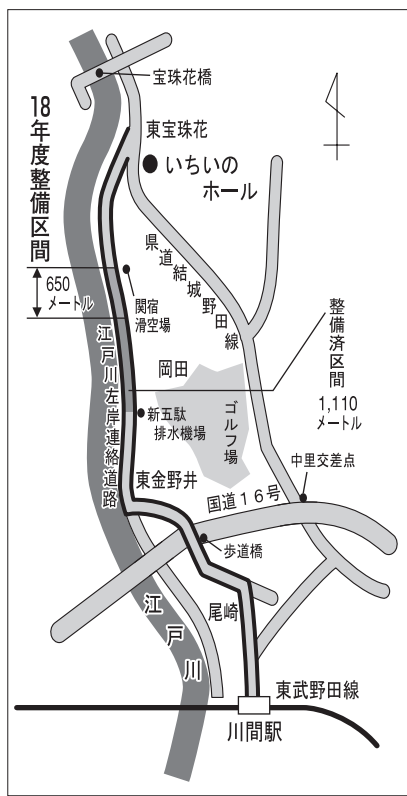 宝珠花橋
18年度整備区間
東宝珠花
いちいの
ホール
県道結城野田線
650
メートル
関宿
滑空場
整備済区間
1,110
メートル
岡田
ゴルフ場
江戸川左岸連絡道路
新五駄
排水機場
中里交差点
東金野井
国道16号
歩道橋
尾崎
江戸川
東武野田線
川間駅